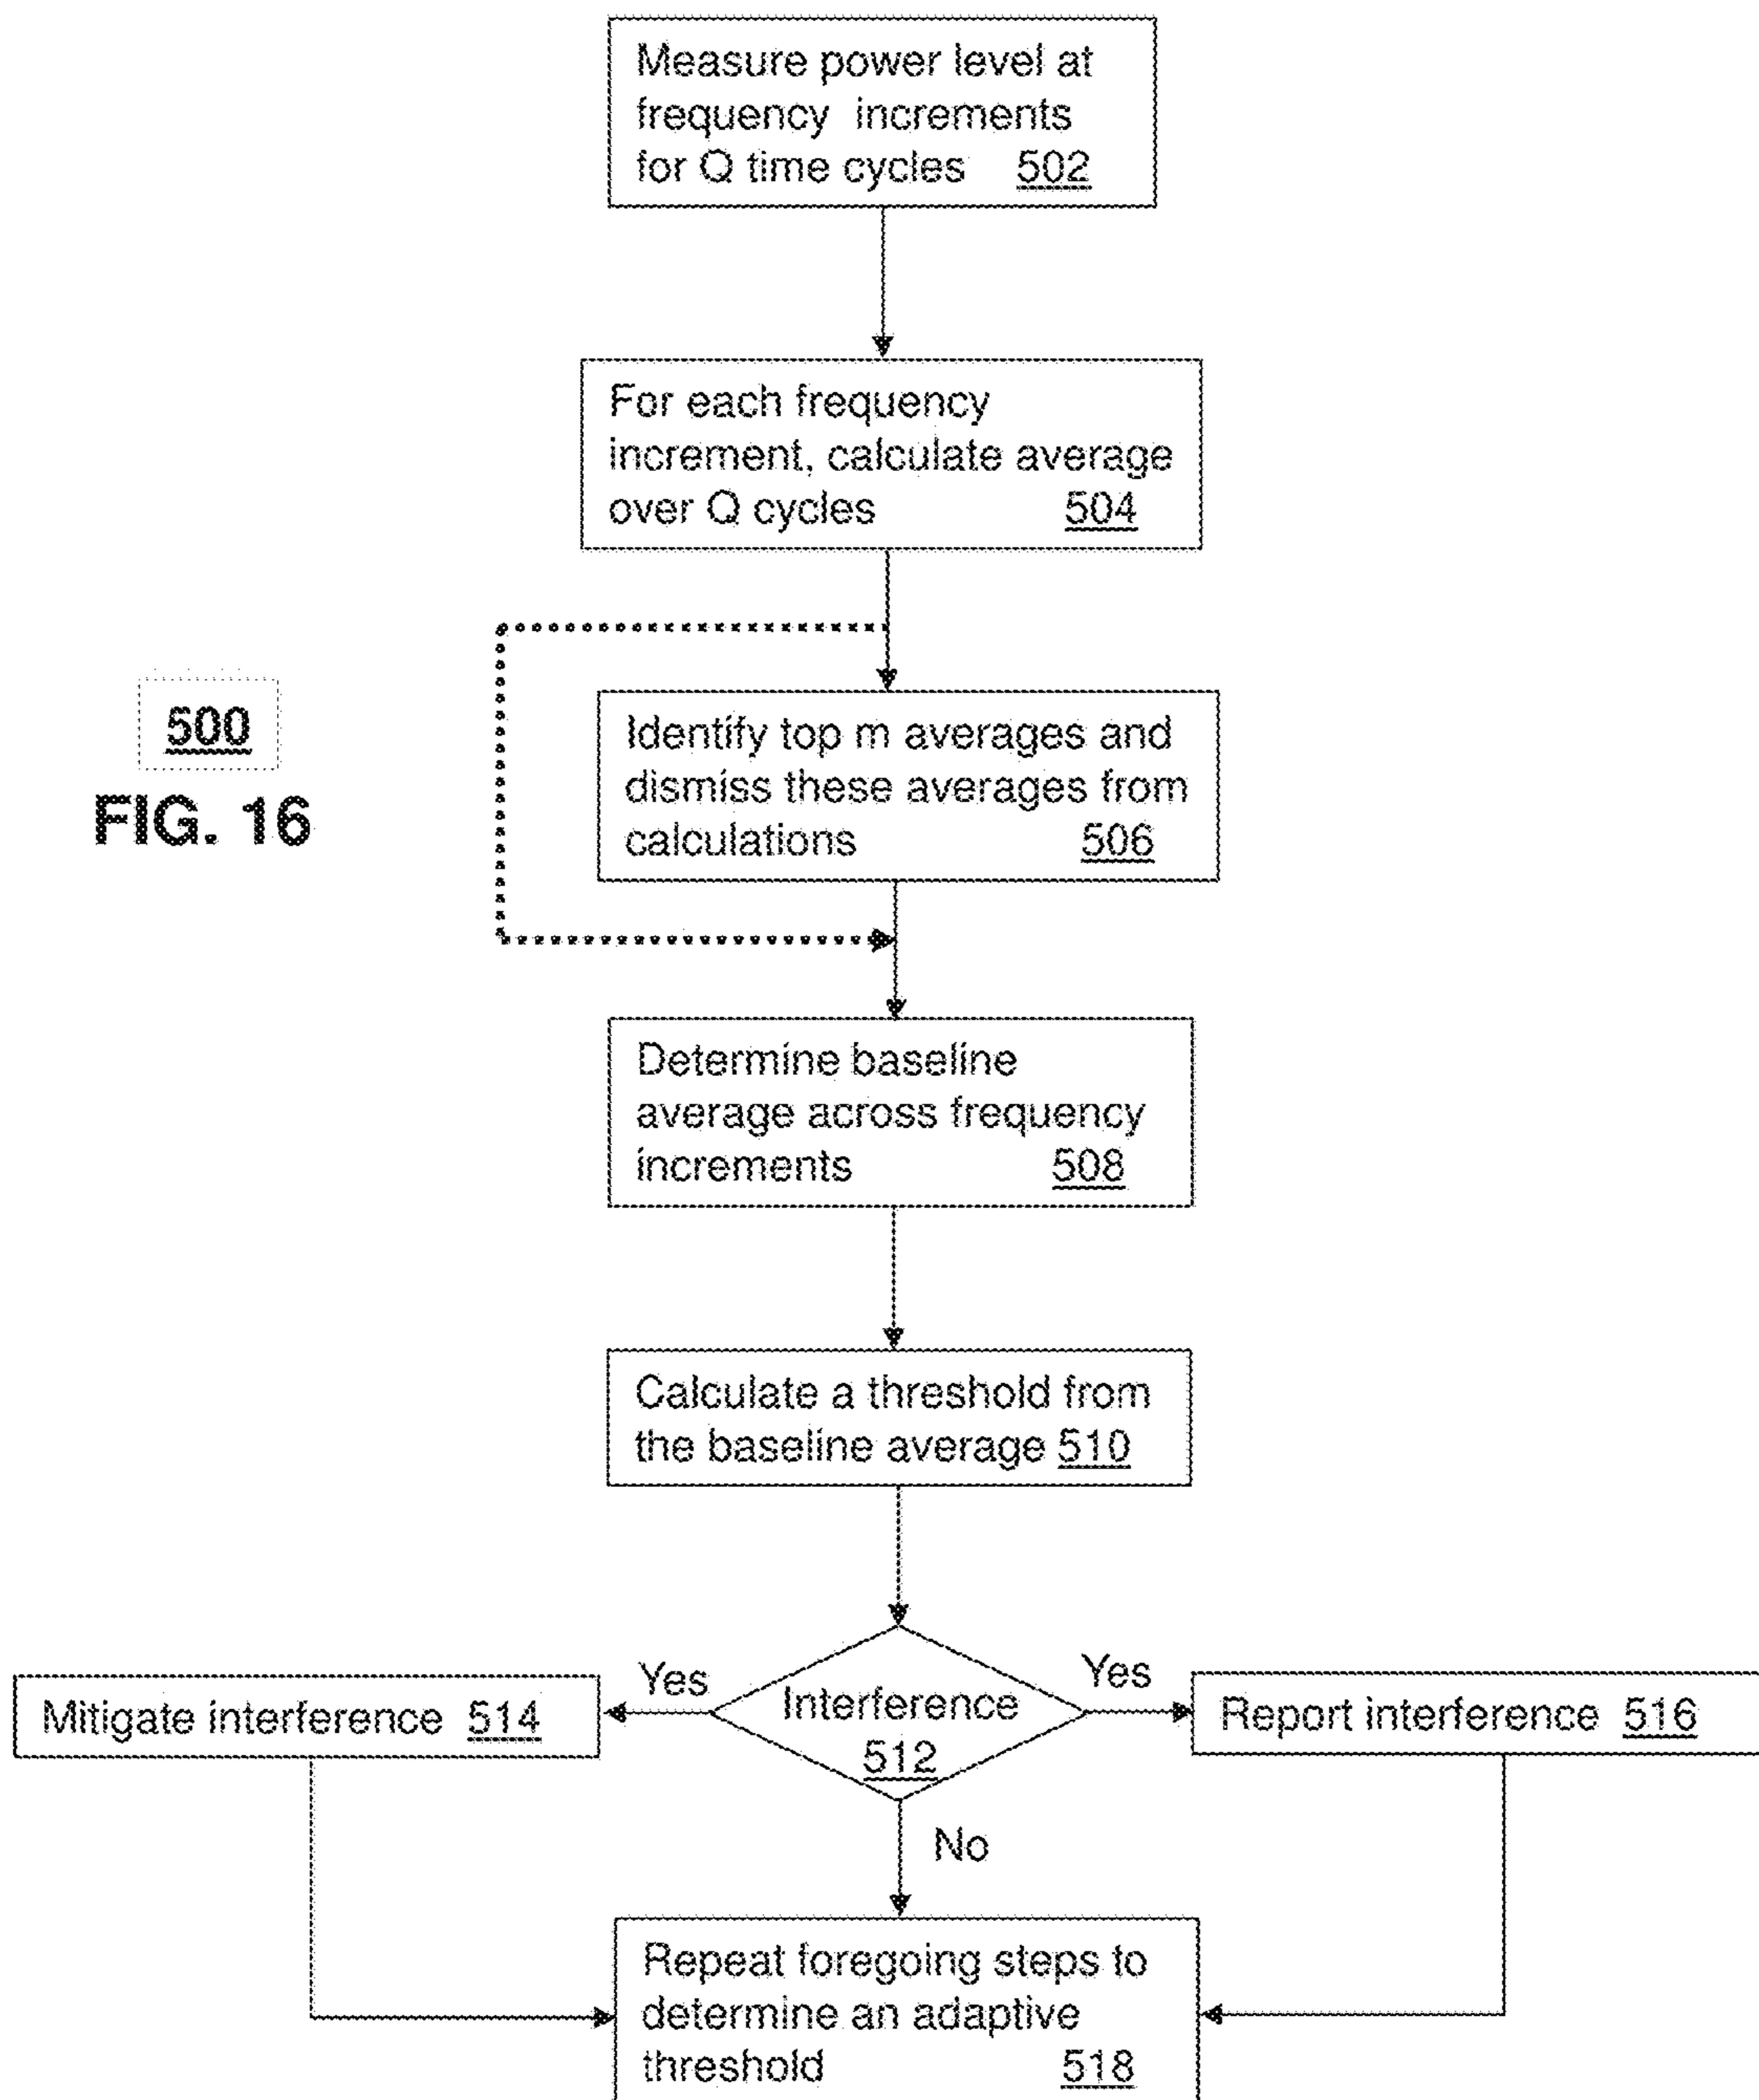 Measure power level at
frequency increments
for Q time cycles 502
For each frequency
increment, calculate average
over Q cycles 504
500
FIG. 16
Identify top m averages and
dismiss these averages from
calculations 506
Determine baseline
average across frequency
increments 508
Calculate a threshold from
the baseline average 510
Yes
Yes
Mitigate interference 514
Interference
512
Report interference 516
No
Repeat foregoing steps to
determine an adaptive
threshold 518